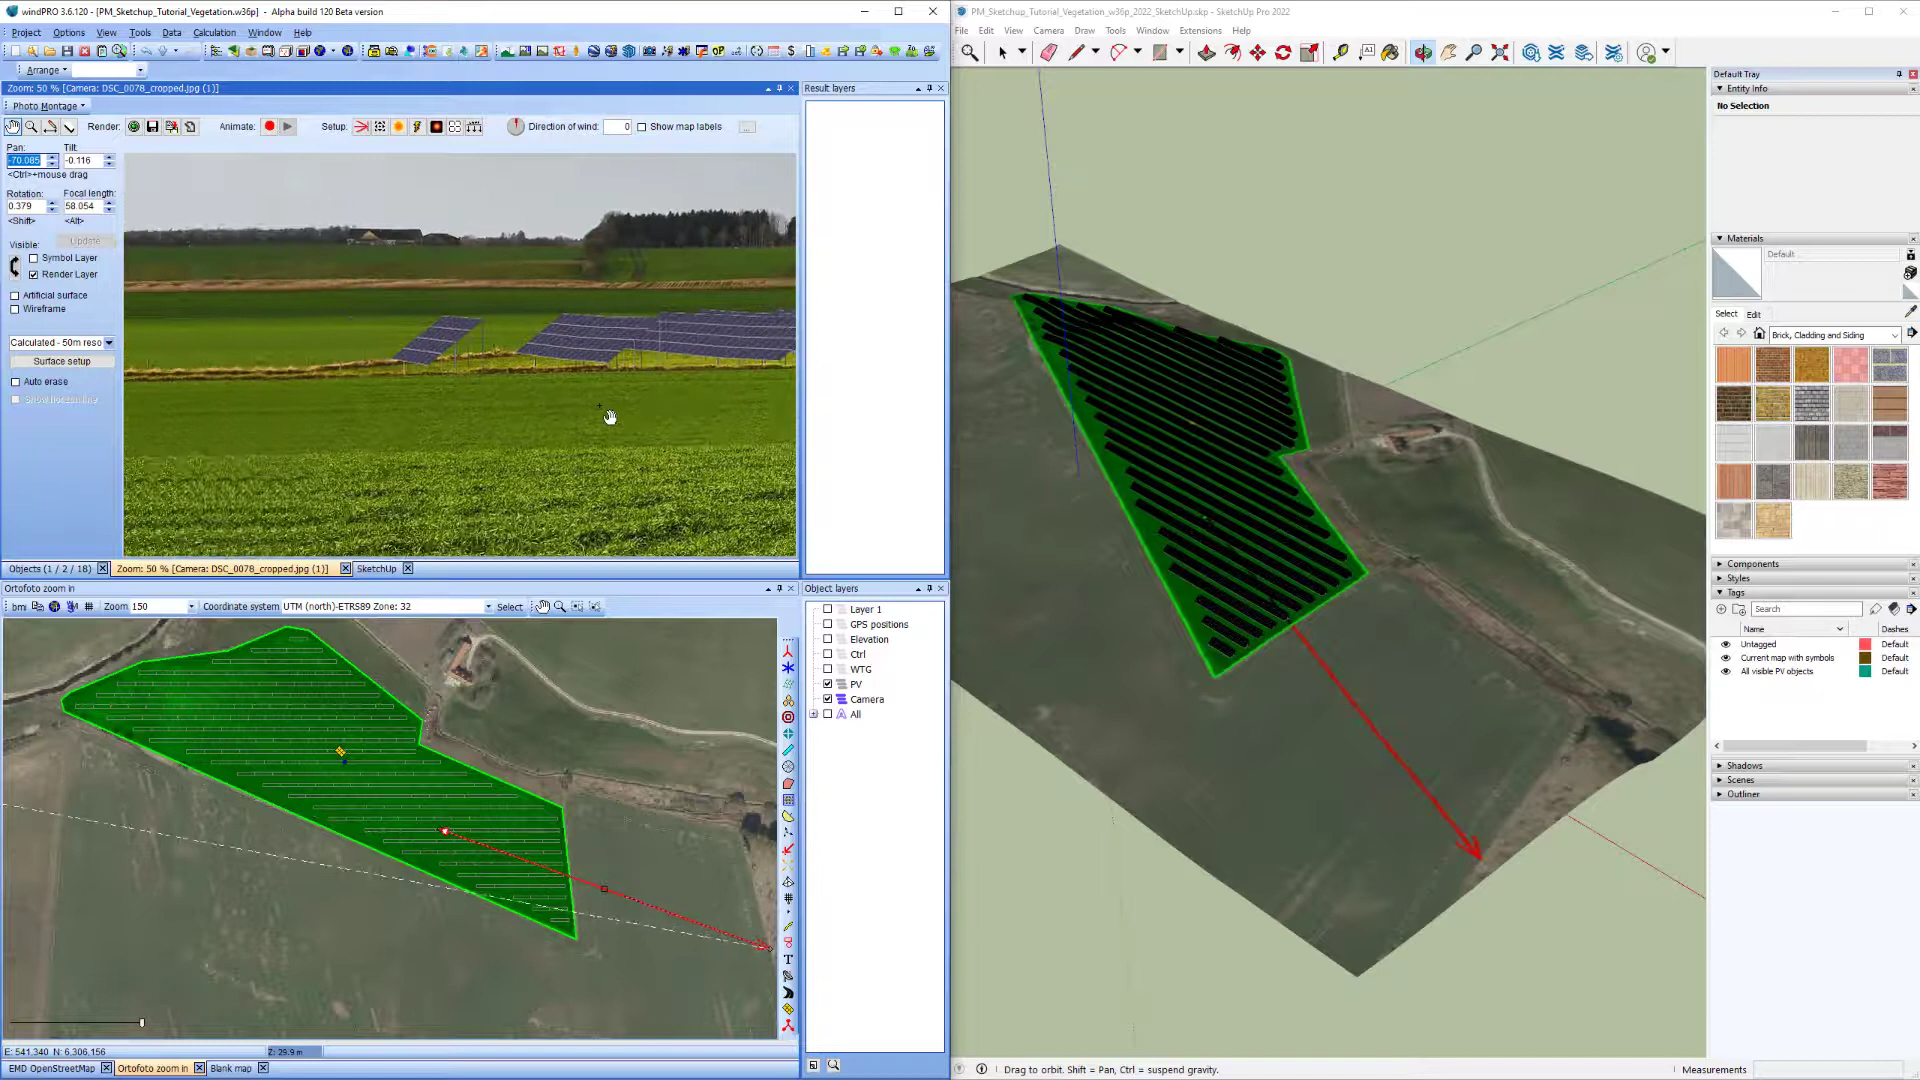 windPRO 3.6.120 - [PM_Sketchup_Tutorial_Vegetation.w36p] - Alpha build 120 Beta version
Project Options View Tools Data Calculation Window Help
Arrange
Zoom: 50 % [Camera: DSC_0078_cropped.jpg (1)]
Photo Montage
Render:
Animate:
Setup:
Direction of wind: 0
Show map labels
...
Pan: Tilt:
-70.085 -0.116
<Ctrl>+mouse drag
Rotation: Focal length:
0.379 58.054
<Shift> <Alt>
Visible: Update
Symbol Layer
Render Layer
Artificial surface
Wireframe
Calculated - 50m reso
Surface setup
Auto erase
Show horizon line
Objects (1 / 2 / 18)
Zoom: 50 % [Camera: DSC_0078_cropped.jpg (1)]
SketchUp
Result layers
Ortofoto zoom in
bmi
Zoom 150
Coordinate system UTM (north)-ETRS89 Zone: 32
Select
E: 541.340 N: 6,306,156
Z: 29.9 m
EMD OpenStreetMap
Ortofoto zoom in
Blank map
Object layers
Layer 1
GPS positions
Elevation
Ctrl
WTG
PV
Camera
All
PM_Sketchup_Tutorial_Vegetation_w36p_2022_SketchUp.skp - SketchUp Pro 2022
File Edit View Camera Draw Tools Window Extensions Help
Default Tray
Entity Info
No Selection
Materials
Default
Select Edit
Brick, Cladding and Siding
Components
Styles
Tags
Search
Name Dashes
Untagged Default
Current map with symbols Default
All visible PV objects Default
Shadows
Scenes
Outliner
Drag to orbit. Shift = Pan, Ctrl = suspend gravity.
Measurements